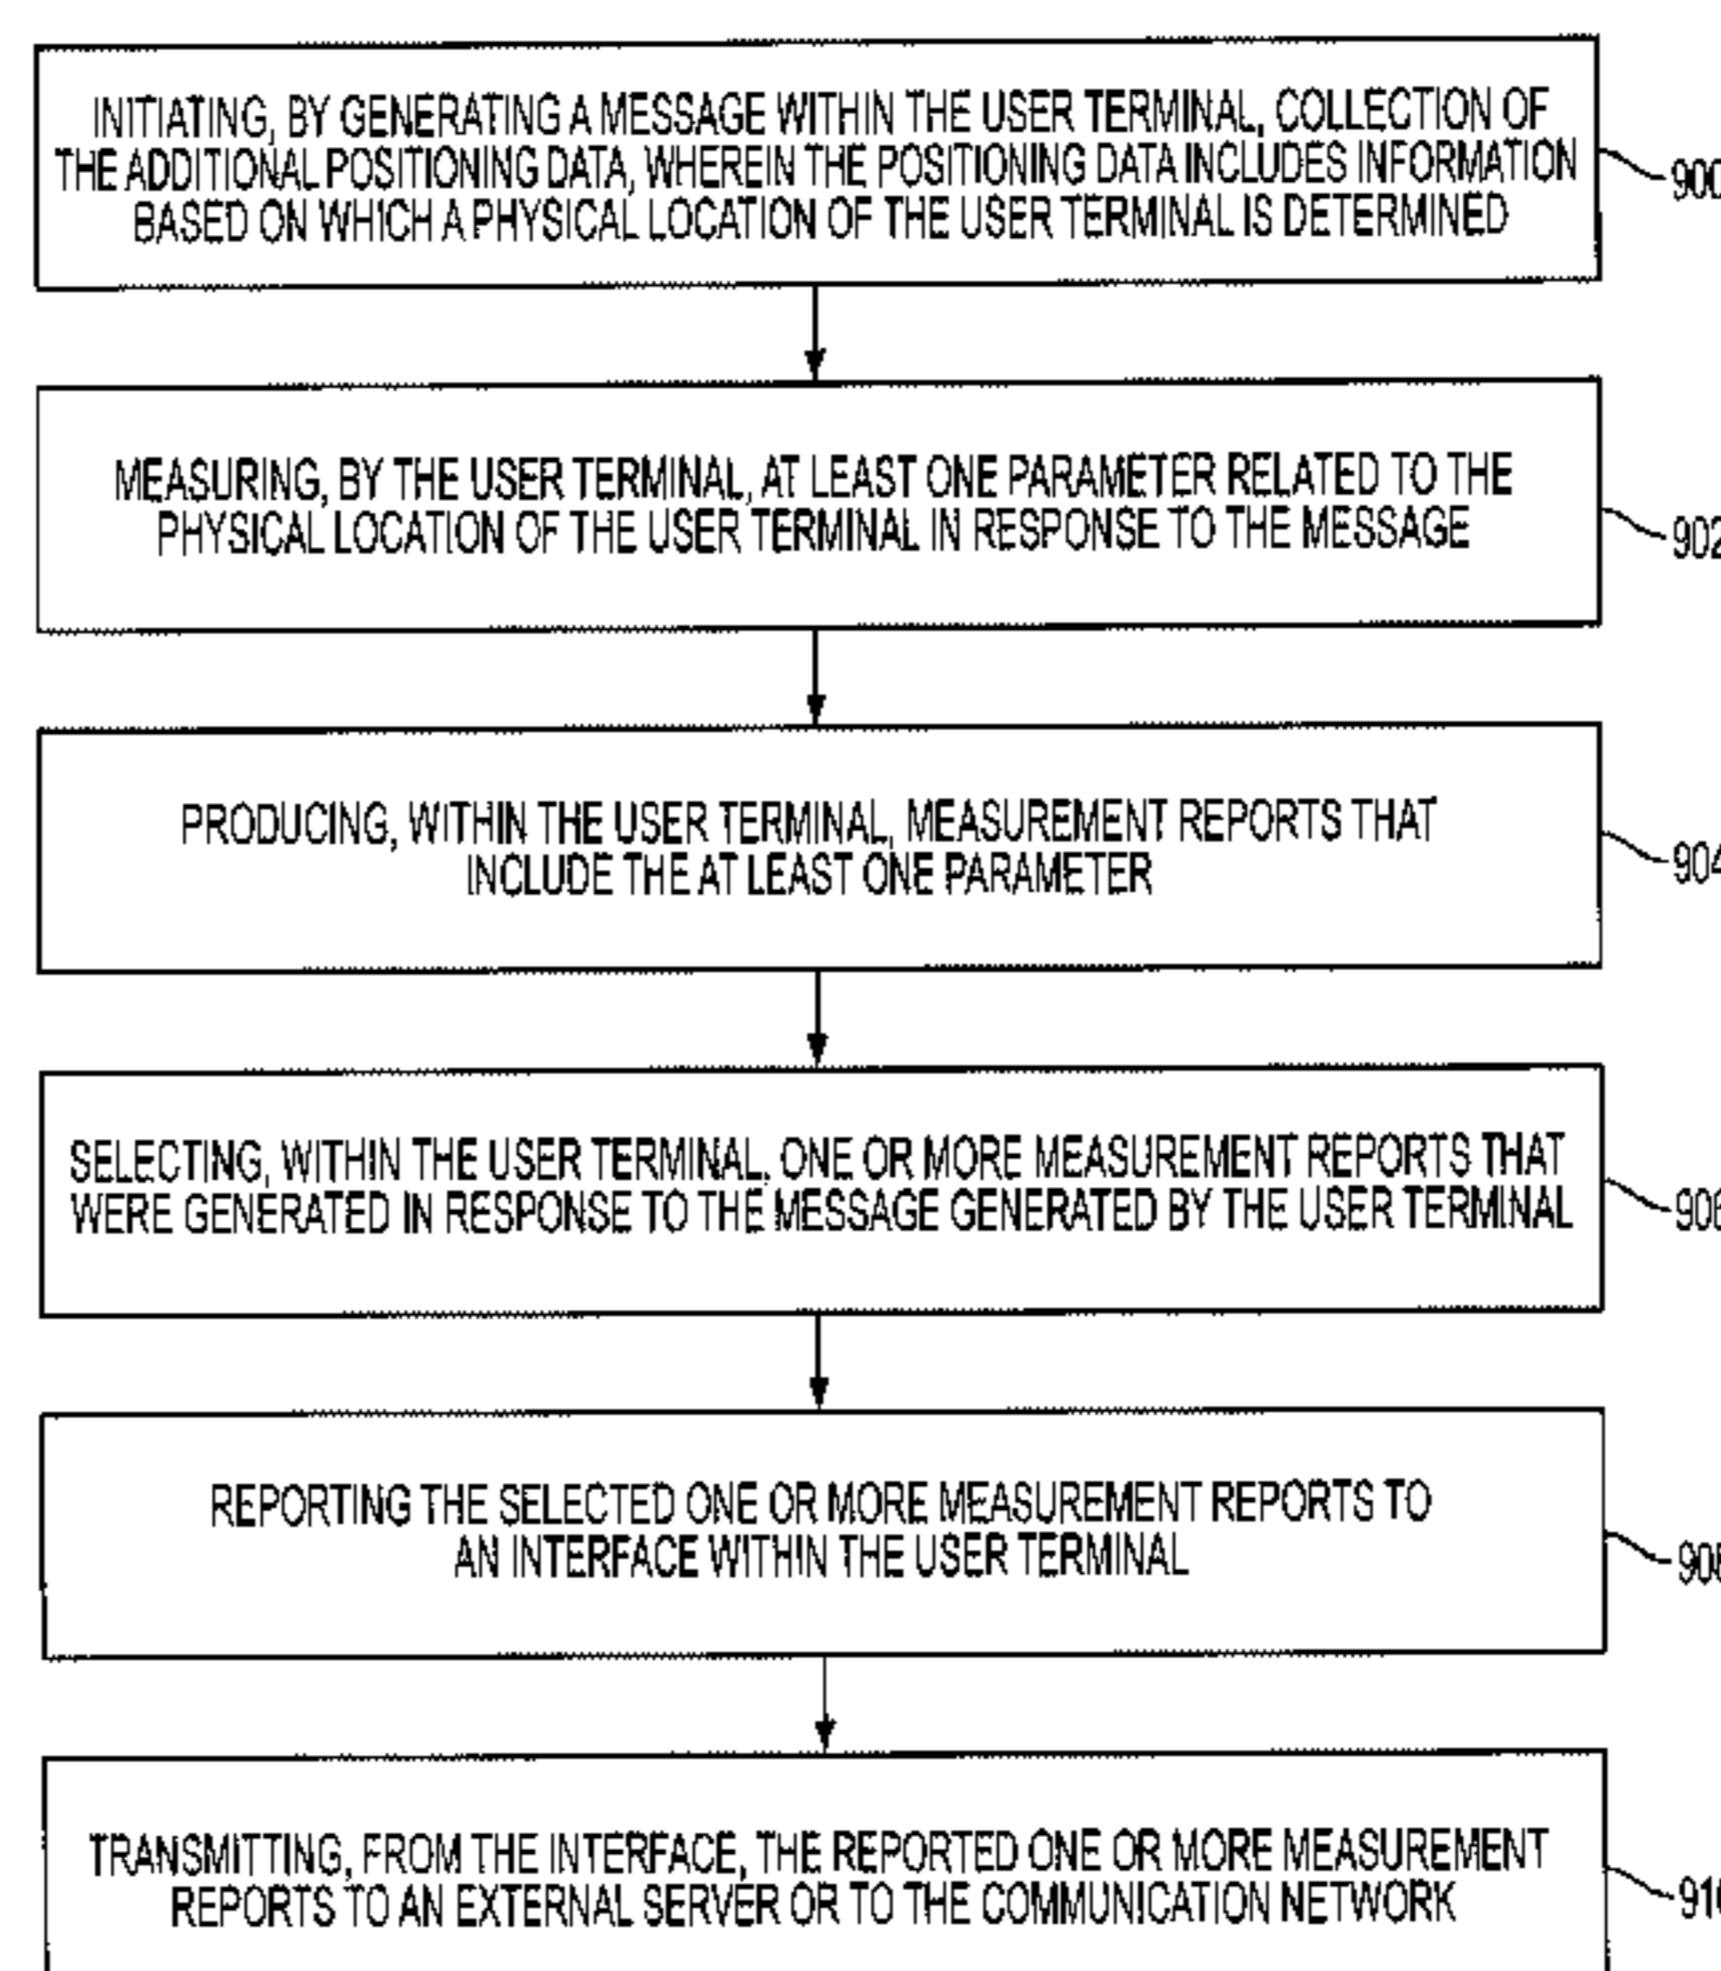 INITIATING, BY GENERATING A MESSAGE WITHIN THE USER TERMINAL, COLLECTION OF
THE ADDITIONAL POSITIONING DATA, WHEREIN THE POSITIONING DATA INCLUDES INFORMATION
BASED ON WHICH A PHYSICAL LOCATION OF THE USER TERMINAL IS DETERMINED
900
MEASURING, BY THE USER TERMINAL, AT LEAST ONE PARAMETER RELATED TO THE
PHYSICAL LOCATION OF THE USER TERMINAL IN RESPONSE TO THE MESSAGE
902
PRODUCING, WITHIN THE USER TERMINAL, MEASUREMENT REPORTS THAT
INCLUDE THE AT LEAST ONE PARAMETER
904
SELECTING, WITHIN THE USER TERMINAL, ONE OR MORE MEASUREMENT REPORTS THAT
WERE GENERATED IN RESPONSE TO THE MESSAGE GENERATED BY THE USER TERMINAL
906
REPORTING THE SELECTED ONE OR MORE MEASUREMENT REPORTS TO
AN INTERFACE WITHIN THE USER TERMINAL
908
TRANSMITTING, FROM THE INTERFACE, THE REPORTED ONE OR MORE MEASUREMENT
REPORTS TO AN EXTERNAL SERVER OR TO THE COMMUNICATION NETWORK
910